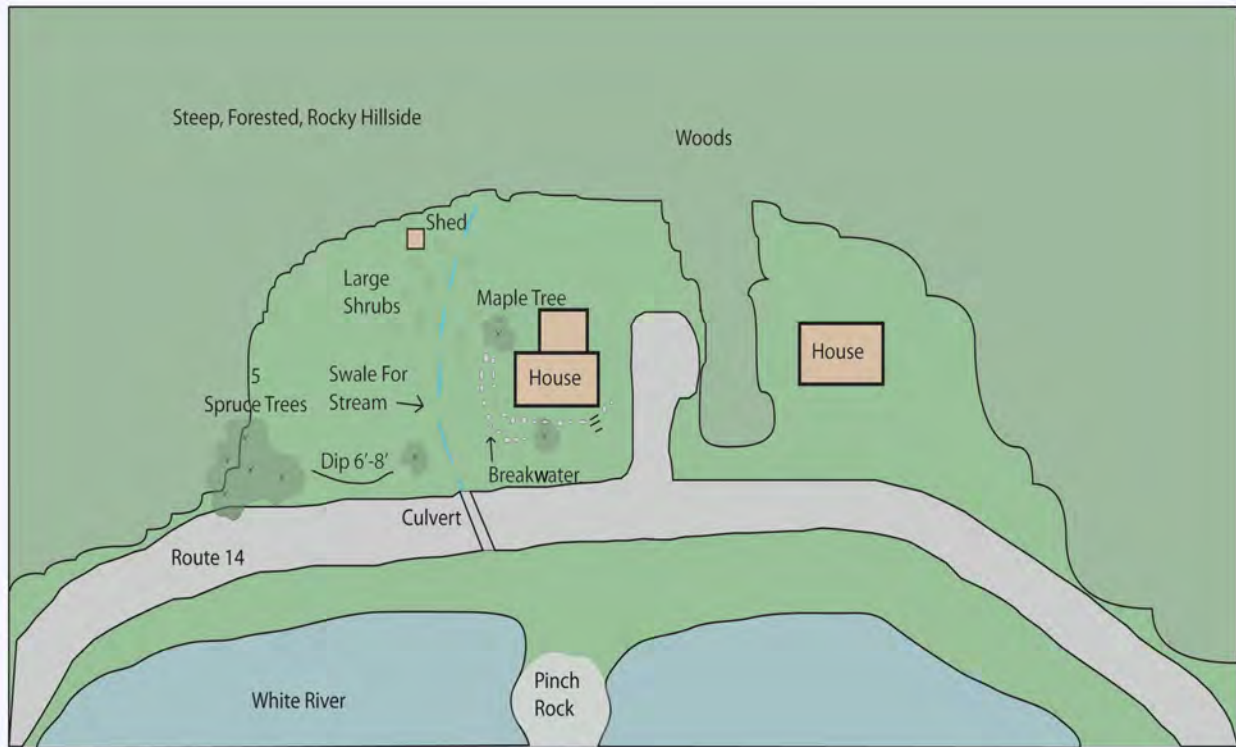 Steep, Forested, Rocky Hillside
Woods
Shed
Large
Shrubs
Maple Tree
House
House
5
Spruce Trees
Swale For
Stream
Dip 6'-8'
Breakwater
Culvert
Route 14
White River
Pinch
Rock